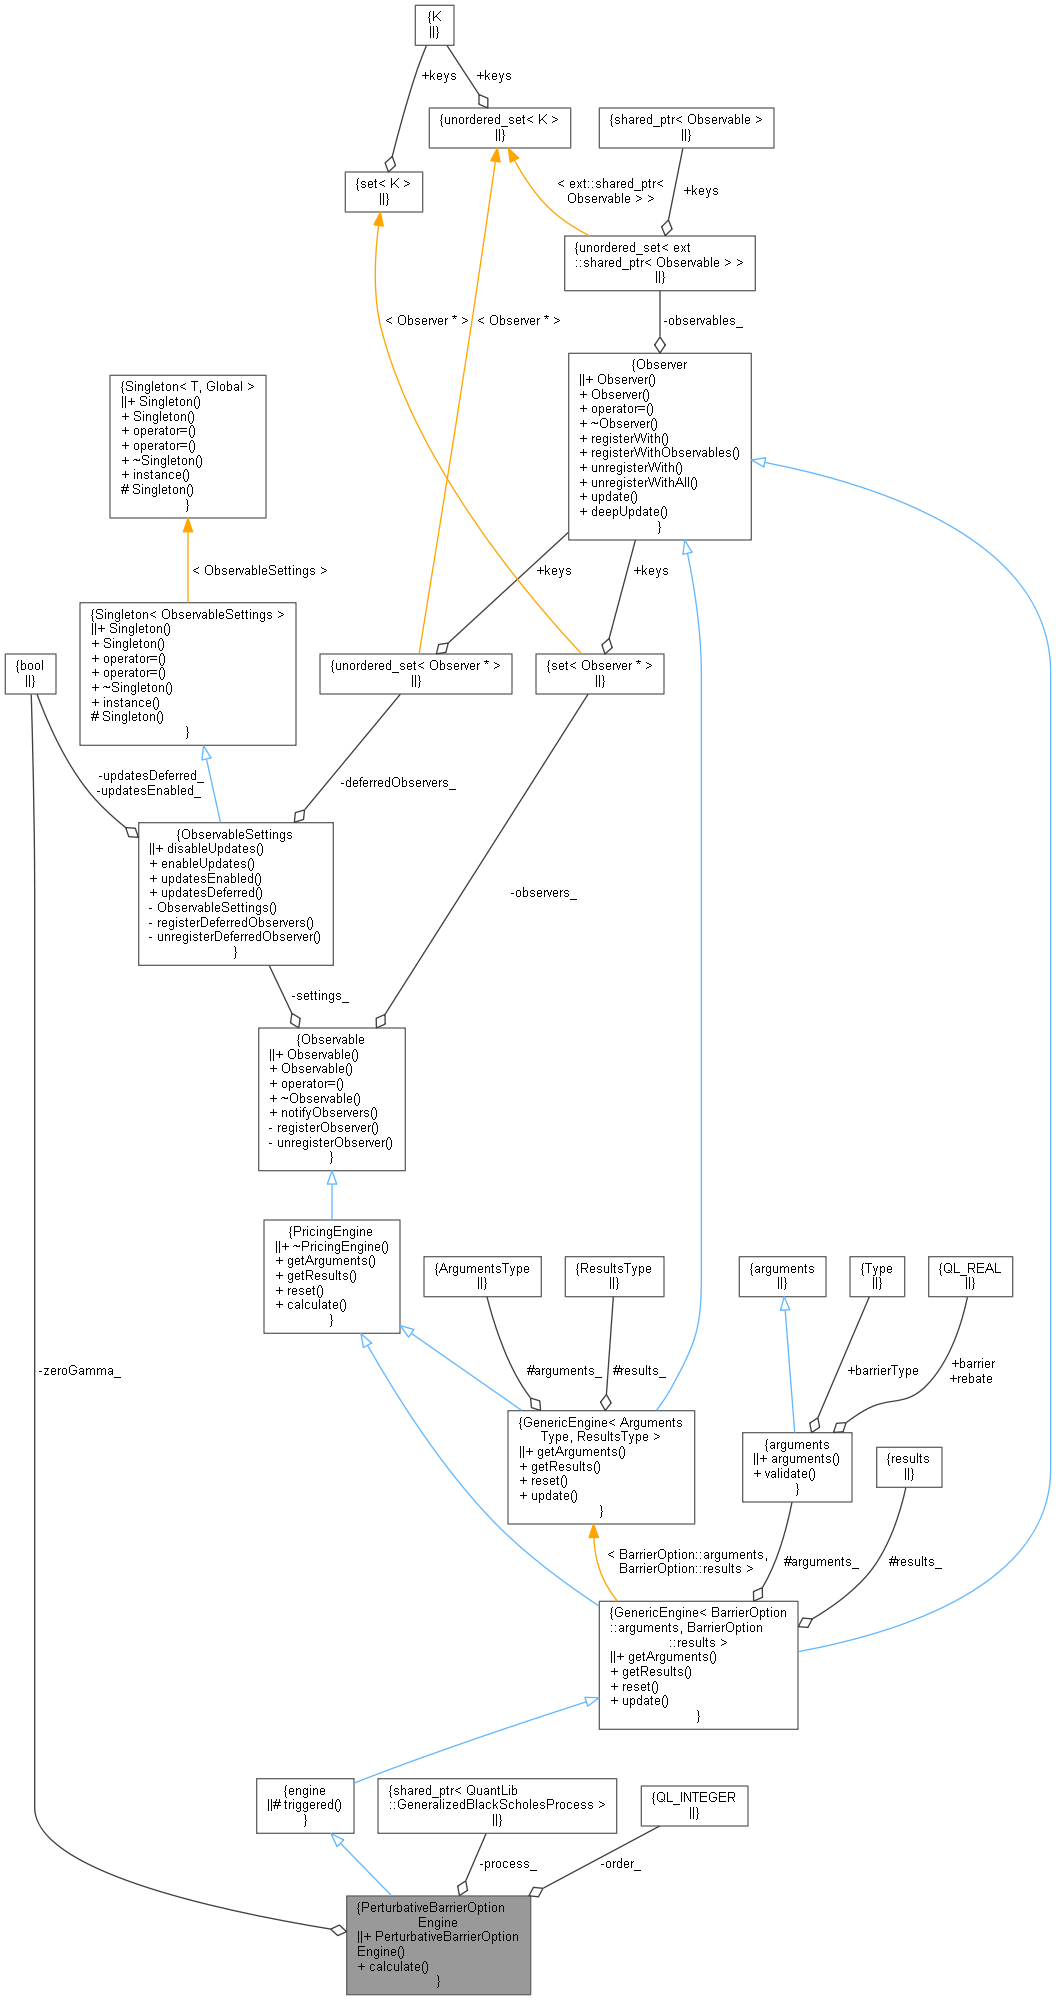 {K
||}
+keys
+keys
{unordered_set< K >
||}
{shared_ptr< Observable >
||}
{set< K >
||}
< ext::shared_ptr<
Observable > >
+keys
{unordered_set< ext
::shared_ptr< Observable > >
||}
< Observer * >
< Observer * >
-observables_
{Observer
||+ Observer()
+ Observer()
+ operator=()
+ ~Observer()
+ registerWith()
+ registerWithObservables()
+ unregisterWith()
+ unregisterWithAll()
+ update()
+ deepUpdate()
}
{Singleton< T, Global >
||+ Singleton()
+ Singleton()
+ operator=()
+ operator=()
+ ~Singleton()
+ instance()
# Singleton()
}
< ObservableSettings >
+keys
+keys
{Singleton< ObservableSettings >
||+ Singleton()
+ Singleton()
+ operator=()
+ operator=()
+ ~Singleton()
+ instance()
# Singleton()
}
{bool
||}
{unordered_set< Observer * >
||}
{set< Observer * >
||}
-updatesDeferred_
-updatesEnabled_
-deferredObservers_
{ObservableSettings
||+ disableUpdates()
+ enableUpdates()
+ updatesEnabled()
+ updatesDeferred()
- ObservableSettings()
- registerDeferredObservers()
- unregisterDeferredObserver()
}
-observers_
-settings_
{Observable
||+ Observable()
+ Observable()
+ operator=()
+ ~Observable()
+ notifyObservers()
- registerObserver()
- unregisterObserver()
}
{PricingEngine
||+ ~PricingEngine()
+ getArguments()
+ getResults()
+ reset()
+ calculate()
}
{ArgumentsType
||}
{ResultsType
||}
{arguments
||}
{Type
||}
{QL_REAL
||}
-zeroGamma_
#arguments_
#results_
+barrierType
+barrier
+rebate
{GenericEngine< Arguments
Type, ResultsType >
||+ getArguments()
+ getResults()
+ reset()
+ update()
}
{arguments
||+ arguments()
+ validate()
}
{results
||}
< BarrierOption::arguments,
BarrierOption::results >
#arguments_
#results_
{GenericEngine< BarrierOption
::arguments, BarrierOption
::results >
||+ getArguments()
+ getResults()
+ reset()
+ update()
}
{engine
||# triggered()
}
{shared_ptr< QuantLib
::GeneralizedBlackScholesProcess >
||}
{QL_INTEGER
||}
-process_
-order_
{PerturbativeBarrierOption
Engine
||+ PerturbativeBarrierOption
Engine()
+ calculate()
}